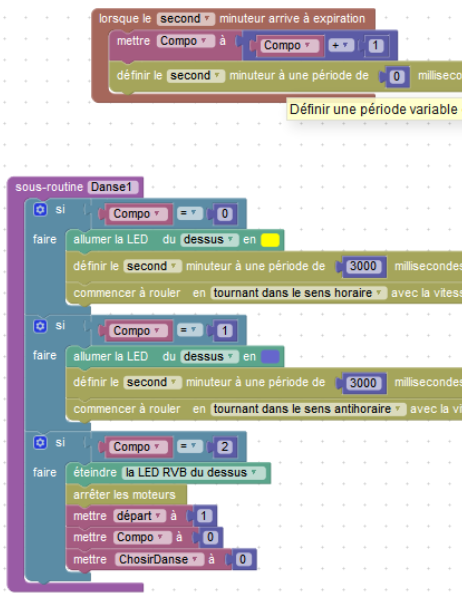 lorsque le second minuteur arrive à expiration
mettre Compo à Compo + 1
définir le second minuteur à une période de 0 milliseco
Définir une période variable
sous-routine Danse1
si Compo = 0
faire allumer la LED du dessus en
définir le second minuteur à une période de 3000 millisecondes
commencer à rouler en tournant dans le sens horaire avec la vitess
si Compo = 1
faire allumer la LED du dessus en
définir le second minuteur à une période de 3000 millisecondes
commencer à rouler en tournant dans le sens antihoraire avec la vi
si Compo = 2
faire éteindre la LED RVB du dessus
arrêter les moteurs
mettre départ à 1
mettre Compo à 0
mettre ChosirDanse à 0